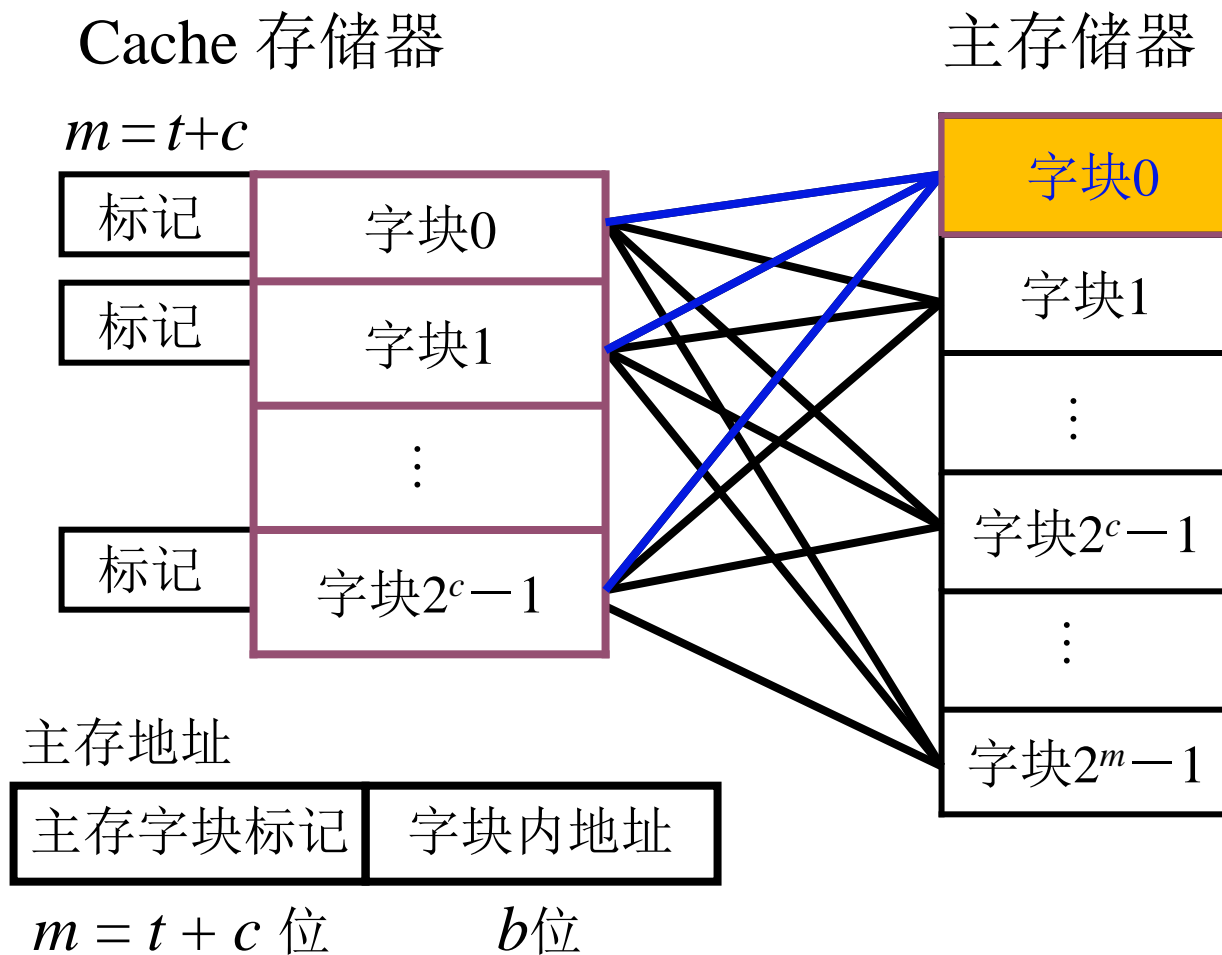 Cache 存储器
主存储器
m = t+c
标记
字块0
标记
字块1
⋮
标记
字块2ᶜ－1
字块0
字块1
⋮
字块2ᶜ－1
⋮
字块2ᵐ－1
主存地址
主存字块标记 字块内地址
m = t + c 位 b位